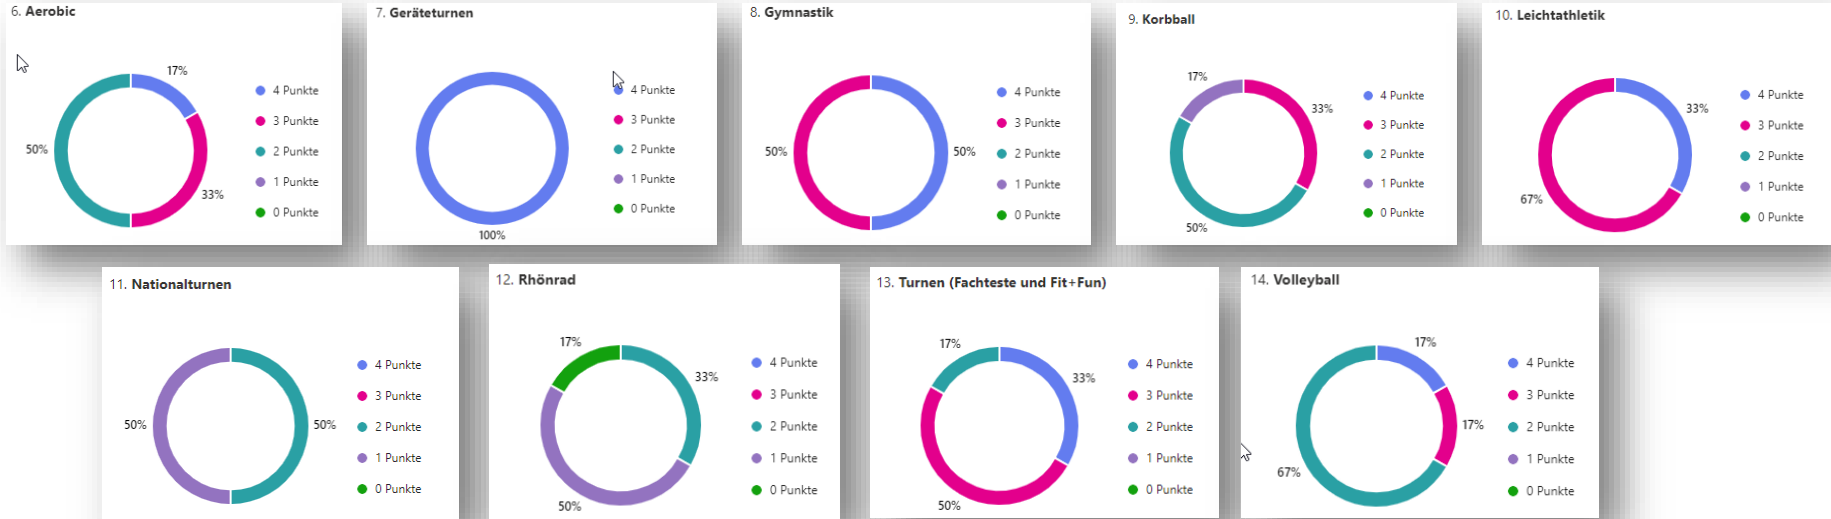 6. Aerobic
17%
50%
33%
4 Punkte
3 Punkte
2 Punkte
1 Punkte
0 Punkte
7. Geräteturnen
100%
4 Punkte
3 Punkte
2 Punkte
1 Punkte
0 Punkte
8. Gymnastik
50%
50%
4 Punkte
3 Punkte
2 Punkte
1 Punkte
0 Punkte
9. Korbball
17%
33%
50%
4 Punkte
3 Punkte
2 Punkte
1 Punkte
0 Punkte
10. Leichtathletik
33%
67%
4 Punkte
3 Punkte
2 Punkte
1 Punkte
0 Punkte
11. Nationalturnen
50%
50%
4 Punkte
3 Punkte
2 Punkte
1 Punkte
0 Punkte
12. Rhönrad
17%
33%
50%
4 Punkte
3 Punkte
2 Punkte
1 Punkte
0 Punkte
13. Turnen (Fachteste und Fit+Fun)
17%
33%
50%
4 Punkte
3 Punkte
2 Punkte
1 Punkte
0 Punkte
14. Volleyball
17%
17%
67%
4 Punkte
3 Punkte
2 Punkte
1 Punkte
0 Punkte